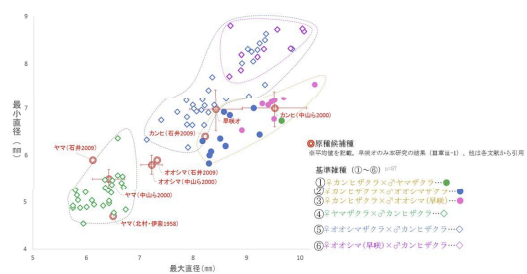 最小直径（㎜）
9
8
7
6
5
4
5
6
7
8
9
10
最大直径(㎜)
ヤマ(石井2009)
カンヒ(石井2009)
早咲オ
カンヒ(中山ら2000)
オオシマ(石井2009)
オオシマ(中山ら2000)
ヤマ(中山ら2000)
ヤマ(北村・伊奈1958)
原種候補種
※平均値を記載。早咲オのみ本研究の結果
他は各文から引用
基準雑種（①～⑥）
①♀カンヒザクラ×♂ヤマザクラ…
②♀カンヒザクラ×♂オオシマザクラ…
③♀カンヒザクラ×♂オオシマザクラ(早咲)…
④♀ヤマザクラ×♂カンヒザクラ…◇
⑤♀オオシマザクラ×♂カンヒザクラ…◇
⑥♀オオシマ(早咲)×♂カンヒザクラ…◇